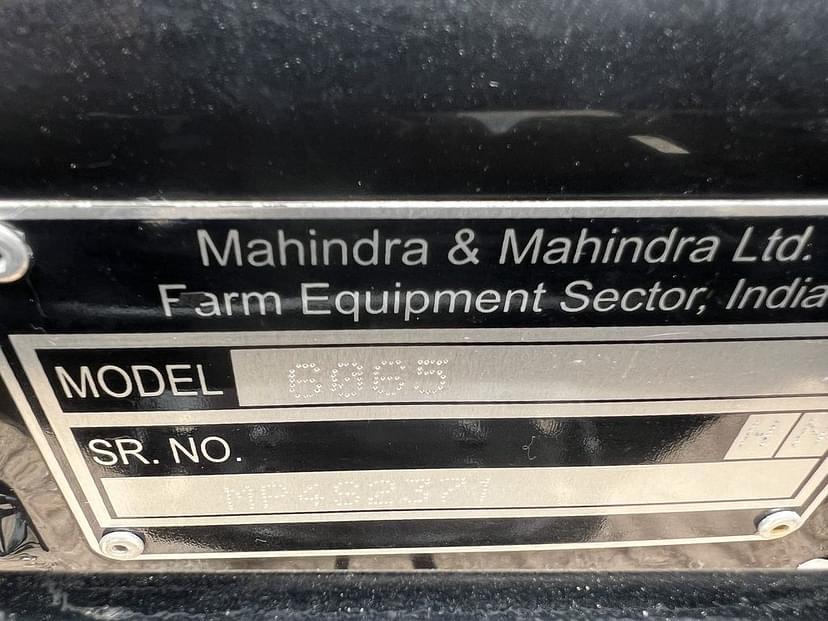 Mahindra & Mahindra Ltd.
Farm Equipment Sector, India
MODEL 6065
SR. NO.